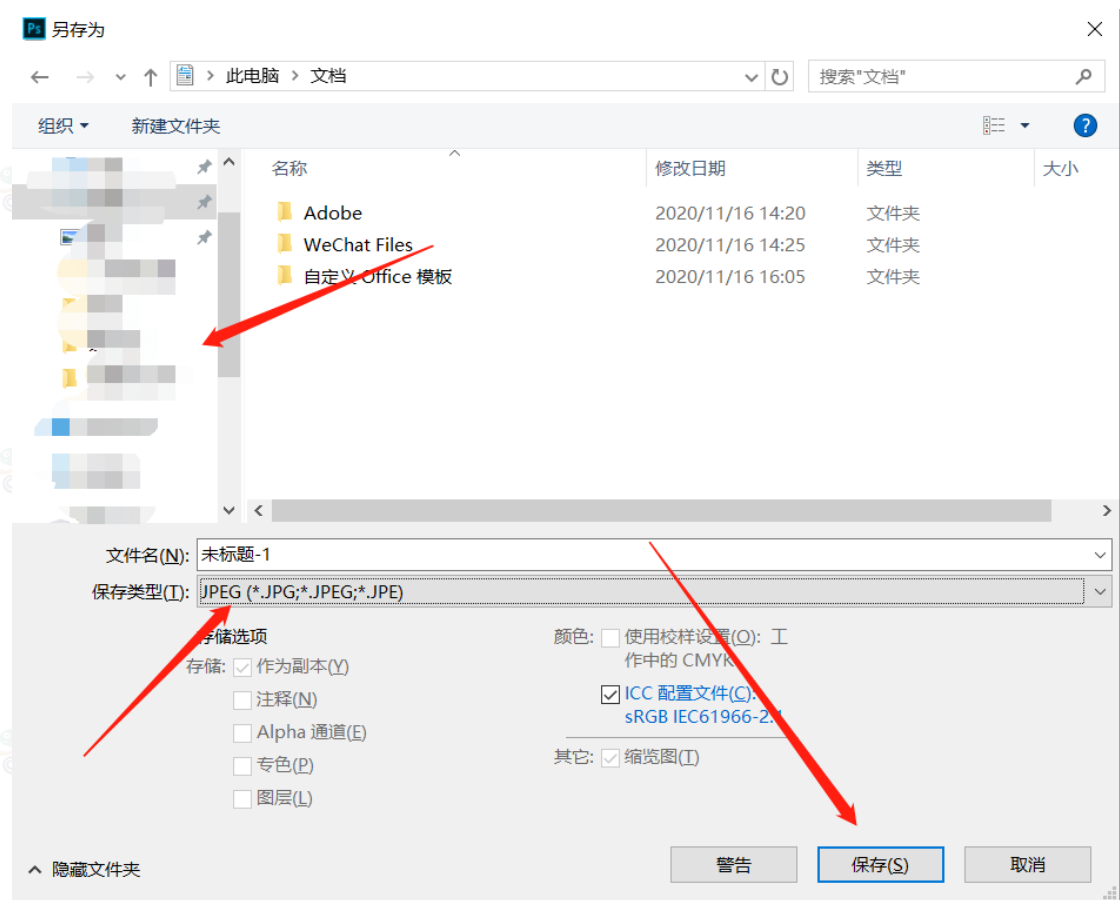 Ps 另存为
此电脑 > 文档
搜索"文档"
组织 新建文件夹
?
名称 修改日期 类型 大小
Adobe 2020/11/16 14:20 文件夹
WeChat Files 2020/11/16 14:25 文件夹
自定义 Office 模板 2020/11/16 16:05 文件夹
文件名(N): 未标题-1
保存类型(T): JPEG (*.JPG;*.JPEG;*.JPE)
存储选项
存储: 作为副本(Y)
注释(N)
Alpha 通道(E)
专色(P)
图层(L)
颜色: 使用校样设置(O): 工
作中的 CMYK
ICC 配置文件(C):
sRGB IEC61966-2.1
其它: 缩览图(T)
隐藏文件夹
警告 保存(S) 取消